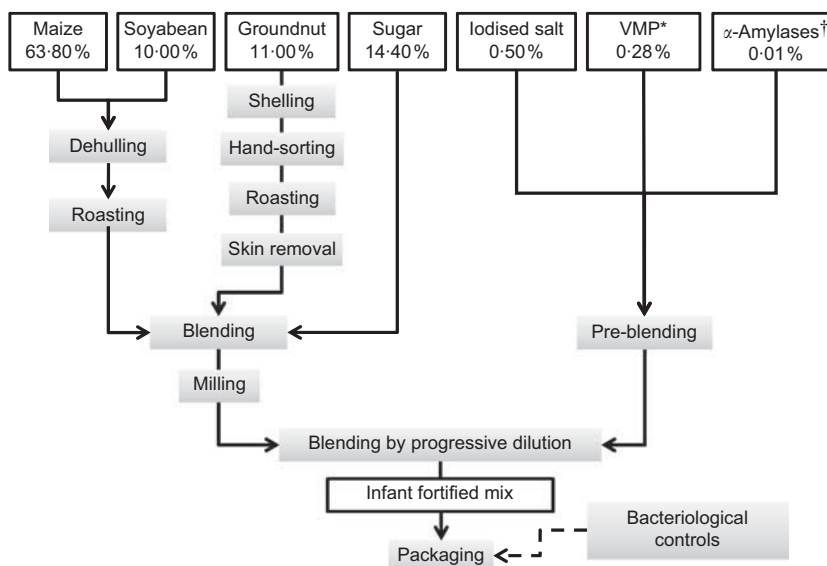 Maize
63·80 %
Soyabean
10·00 %
Groundnut
11·00 %
Sugar
14·40 %
Iodised salt
0·50 %
VMP*
0·28 %
α-Amylases†
0·01 %
Shelling
Dehulling
Hand-sorting
Roasting
Roasting
Skin removal
Blending
Pre-blending
Milling
Blending by progressive dilution
Infant fortified mix
Bacteriological
controls
Packaging